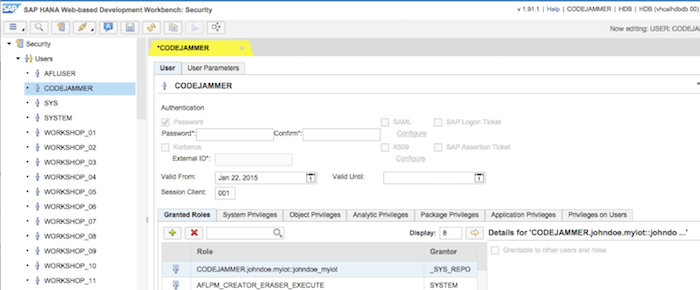 SAP SAP HANA Web-based Development Workbench: Security
v 1.91.1 | Help | CODEJAMMER | HDB | HDB (vhcalhdbdb 00)
Now editing: USER: CODEJAM
Security
Users
AFLUSER
CODEJAMMER
SYS
SYSTEM
WORKSHOP_01
WORKSHOP_02
WORKSHOP_03
WORKSHOP_04
WORKSHOP_05
WORKSHOP_06
WORKSHOP_07
WORKSHOP_08
WORKSHOP_09
WORKSHOP_10
WORKSHOP_11
*CODEJAMMER
User User Parameters
CODEJAMMER
Authentication
Password SAML SAP Logon Ticket
Password*: Confirm*: Configure
Kerberos X509 SAP Assertion Ticket
External ID*: Configure
Valid From: Jan 22, 2015 Valid Until:
Session Client: 001
Granted Roles System Privileges Object Privileges Analytic Privileges Package Privileges Application Privileges Privileges on Users
Display: 8
Details for 'CODEJAMMER.johndoe.myiot::johndo ...'
Grantable to other users and roles
Role Grantor
CODEJAMMER.johndoe.myiot::johndoe_myiot _SYS_REPO
AFLPM_CREATOR_ERASER_EXECUTE SYSTEM